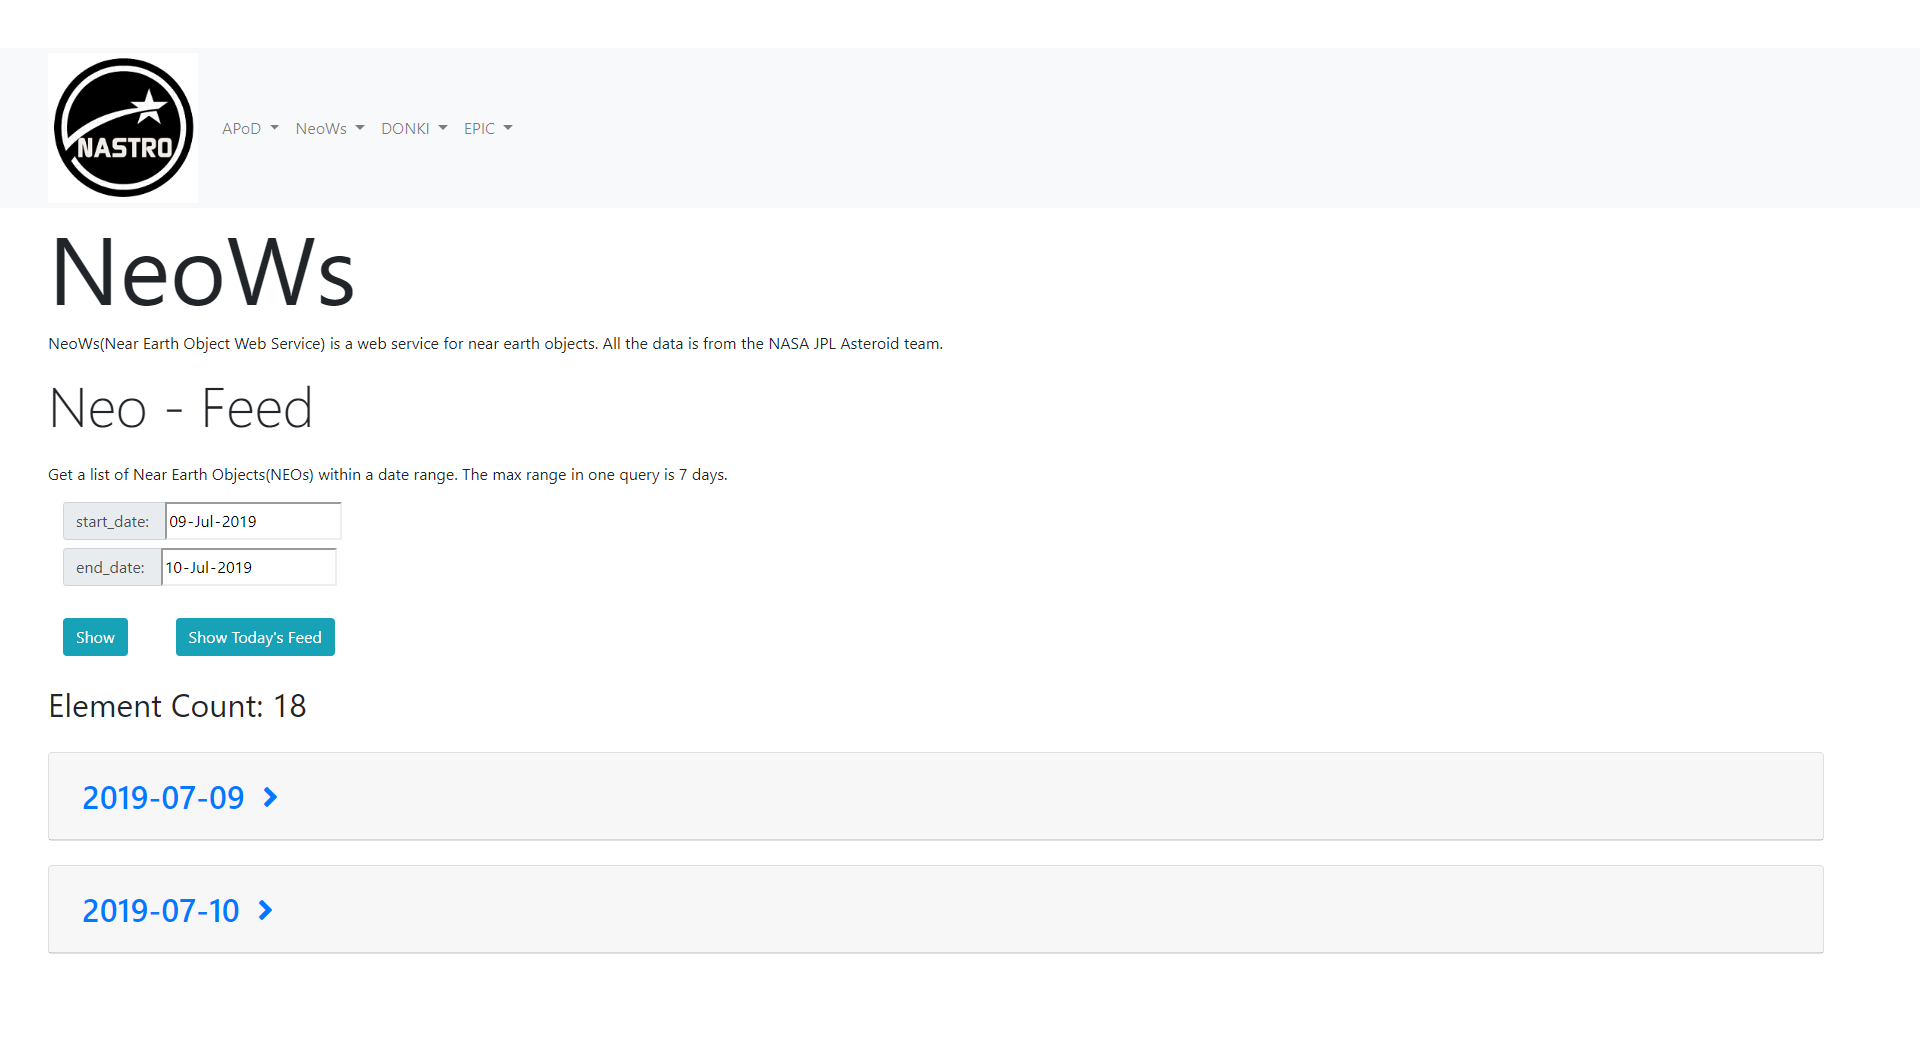 NASTRO
APoD NeoWs DONKI EPIC
NeoWs
NeoWs(Near Earth Object Web Service) is a web service for near earth objects. All the data is from the NASA JPL Asteroid team.
Neo - Feed
Get a list of Near Earth Objects(NEOs) within a date range. The max range in one query is 7 days.
start_date: 09-Jul-2019
end_date: 10-Jul-2019
Show Show Today's Feed
Element Count: 18
2019-07-09
2019-07-10